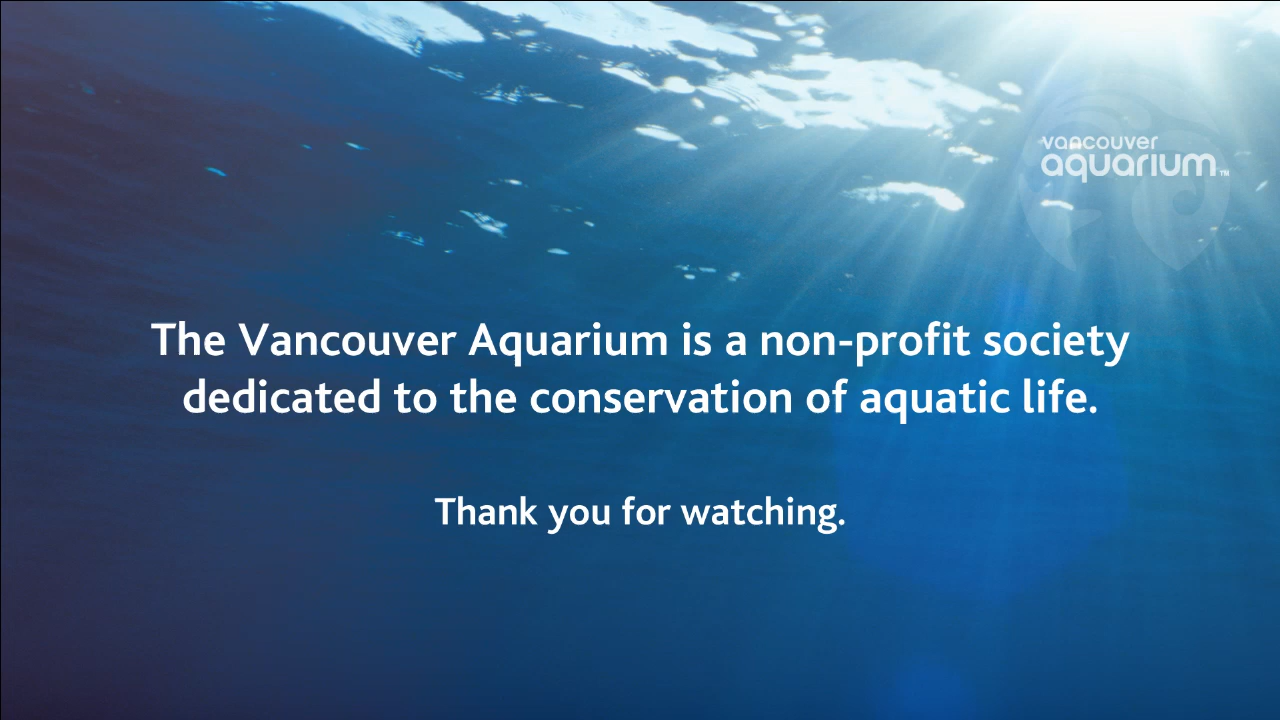 vancouver
aquarium™
The Vancouver Aquarium is a non-profit society
dedicated to the conservation of aquatic life.
Thank you for watching.